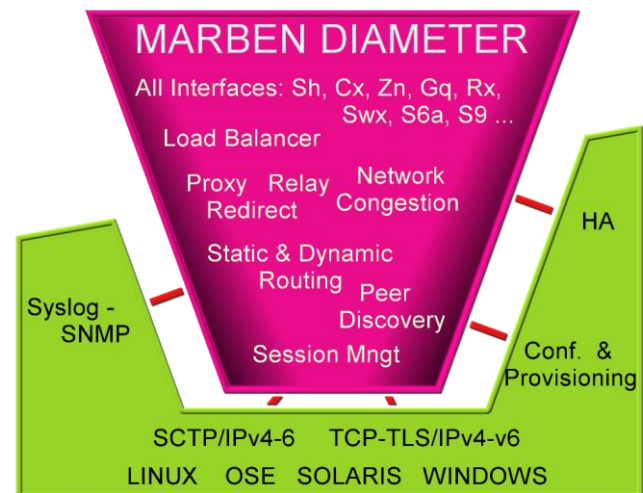 MARBEN DIAMETER
All Interfaces: Sh, Cx, Zn, Gq, Rx,
Swx, S6a, S9 ...
Load Balancer
Proxy Relay
Redirect
Network
Congestion
Static & Dynamic
Routing
Peer
Discovery
Session Mngt
Syslog -
SNMP
HA
Conf. &
Provisioning
SCTP/IPv4-6 TCP-TLS/IPv4-v6
LINUX OSE SOLARIS WINDOWS